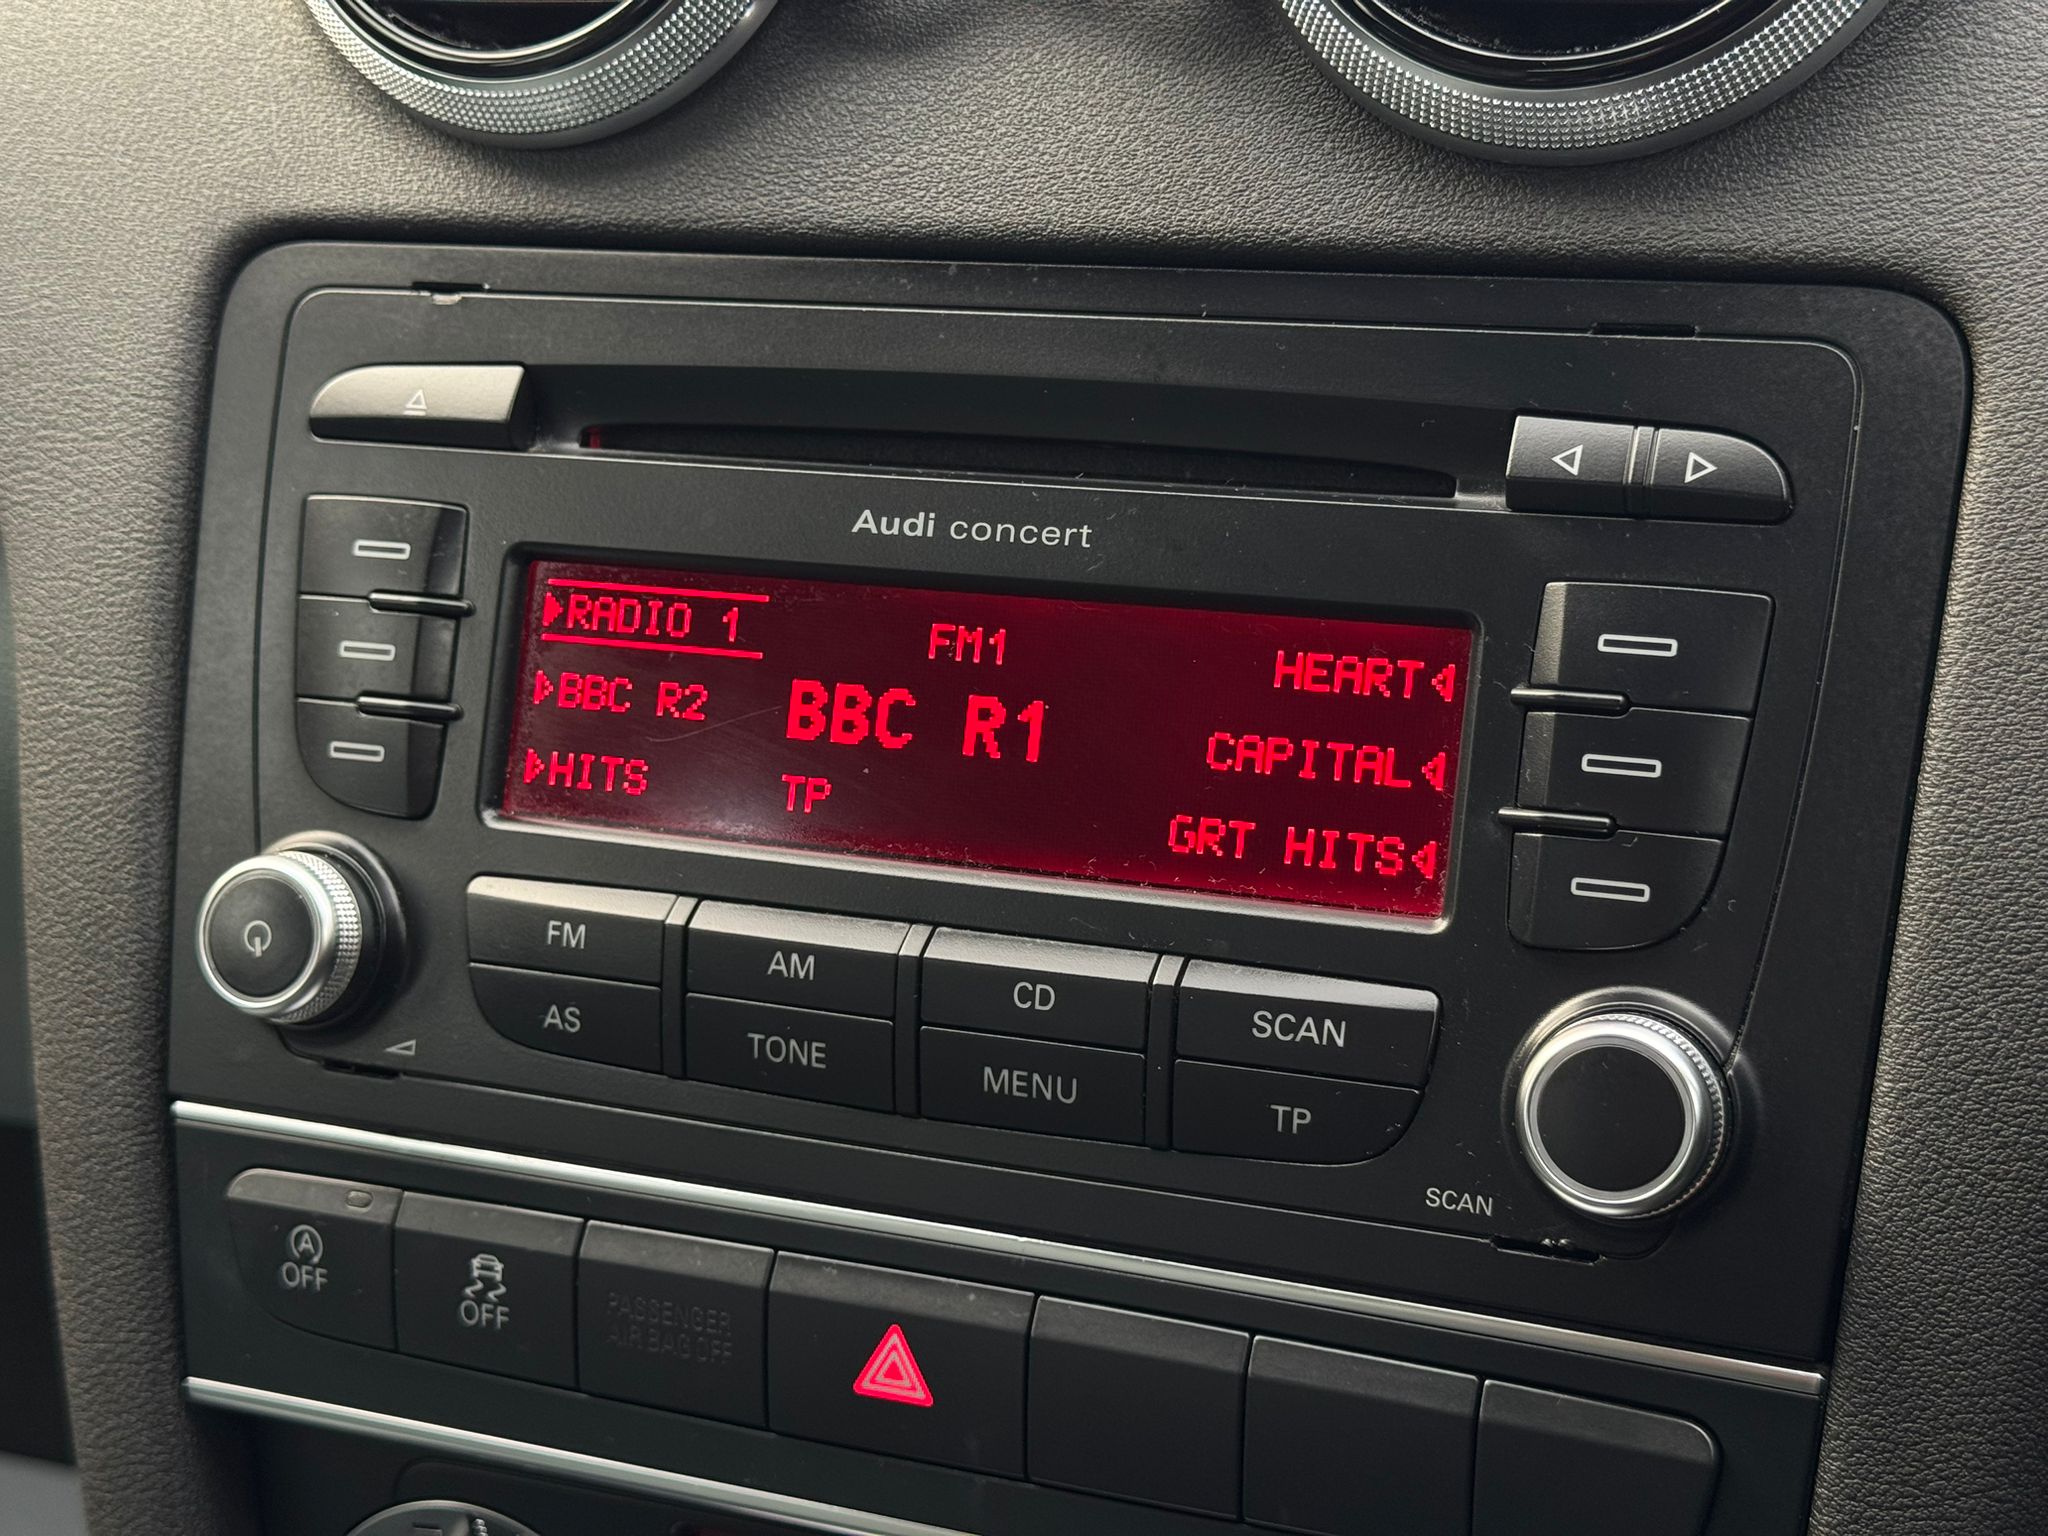 Audi concert
RADIO 1
FM1
HEART
BBC R2
BBC R1
CAPITAL
HITS
TP
GRT HITS
FM
AM
CD
SCAN
AS
TONE
MENU
TP
SCAN
A
OFF
OFF
PASSENGER
AIR BAG OFF